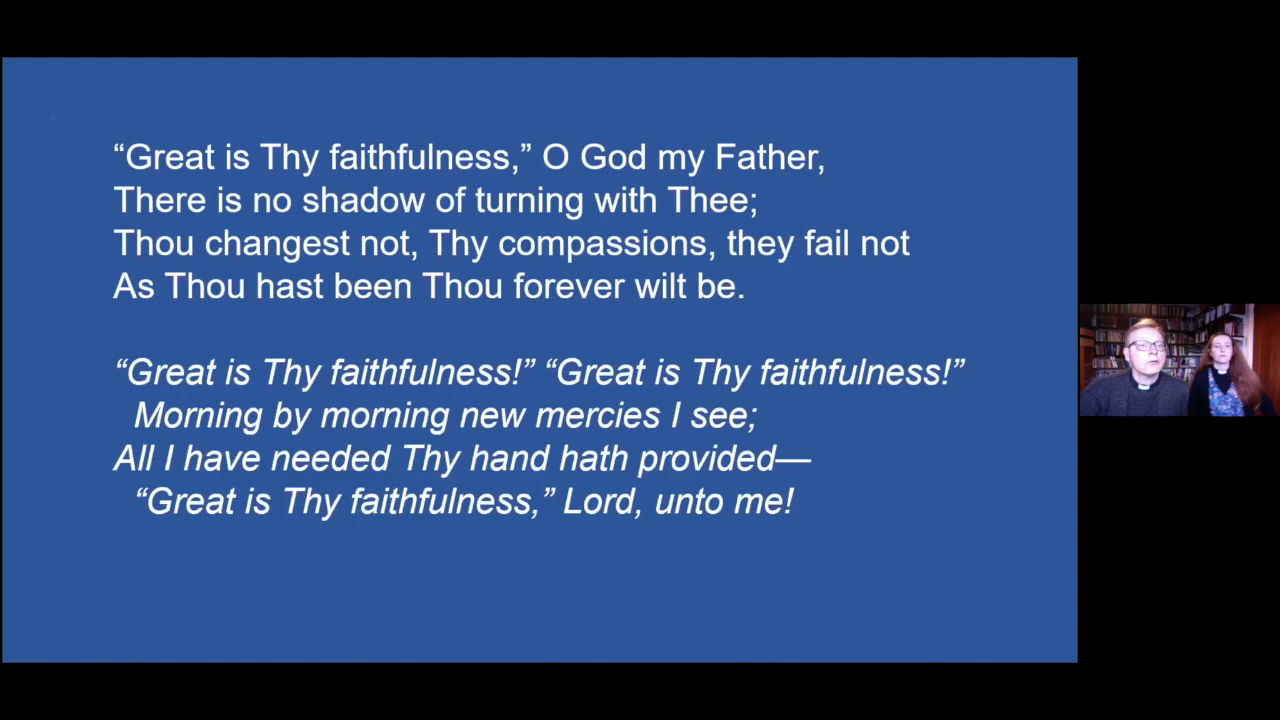 “Great is Thy faithfulness,” O God my Father,
There is no shadow of turning with Thee;
Thou changest not, Thy compassions, they fail not
As Thou hast been Thou forever wilt be.
“Great is Thy faithfulness!” “Great is Thy faithfulness!”
Morning by morning new mercies I see;
All I have needed Thy hand hath provided—
“Great is Thy faithfulness,” Lord, unto me!